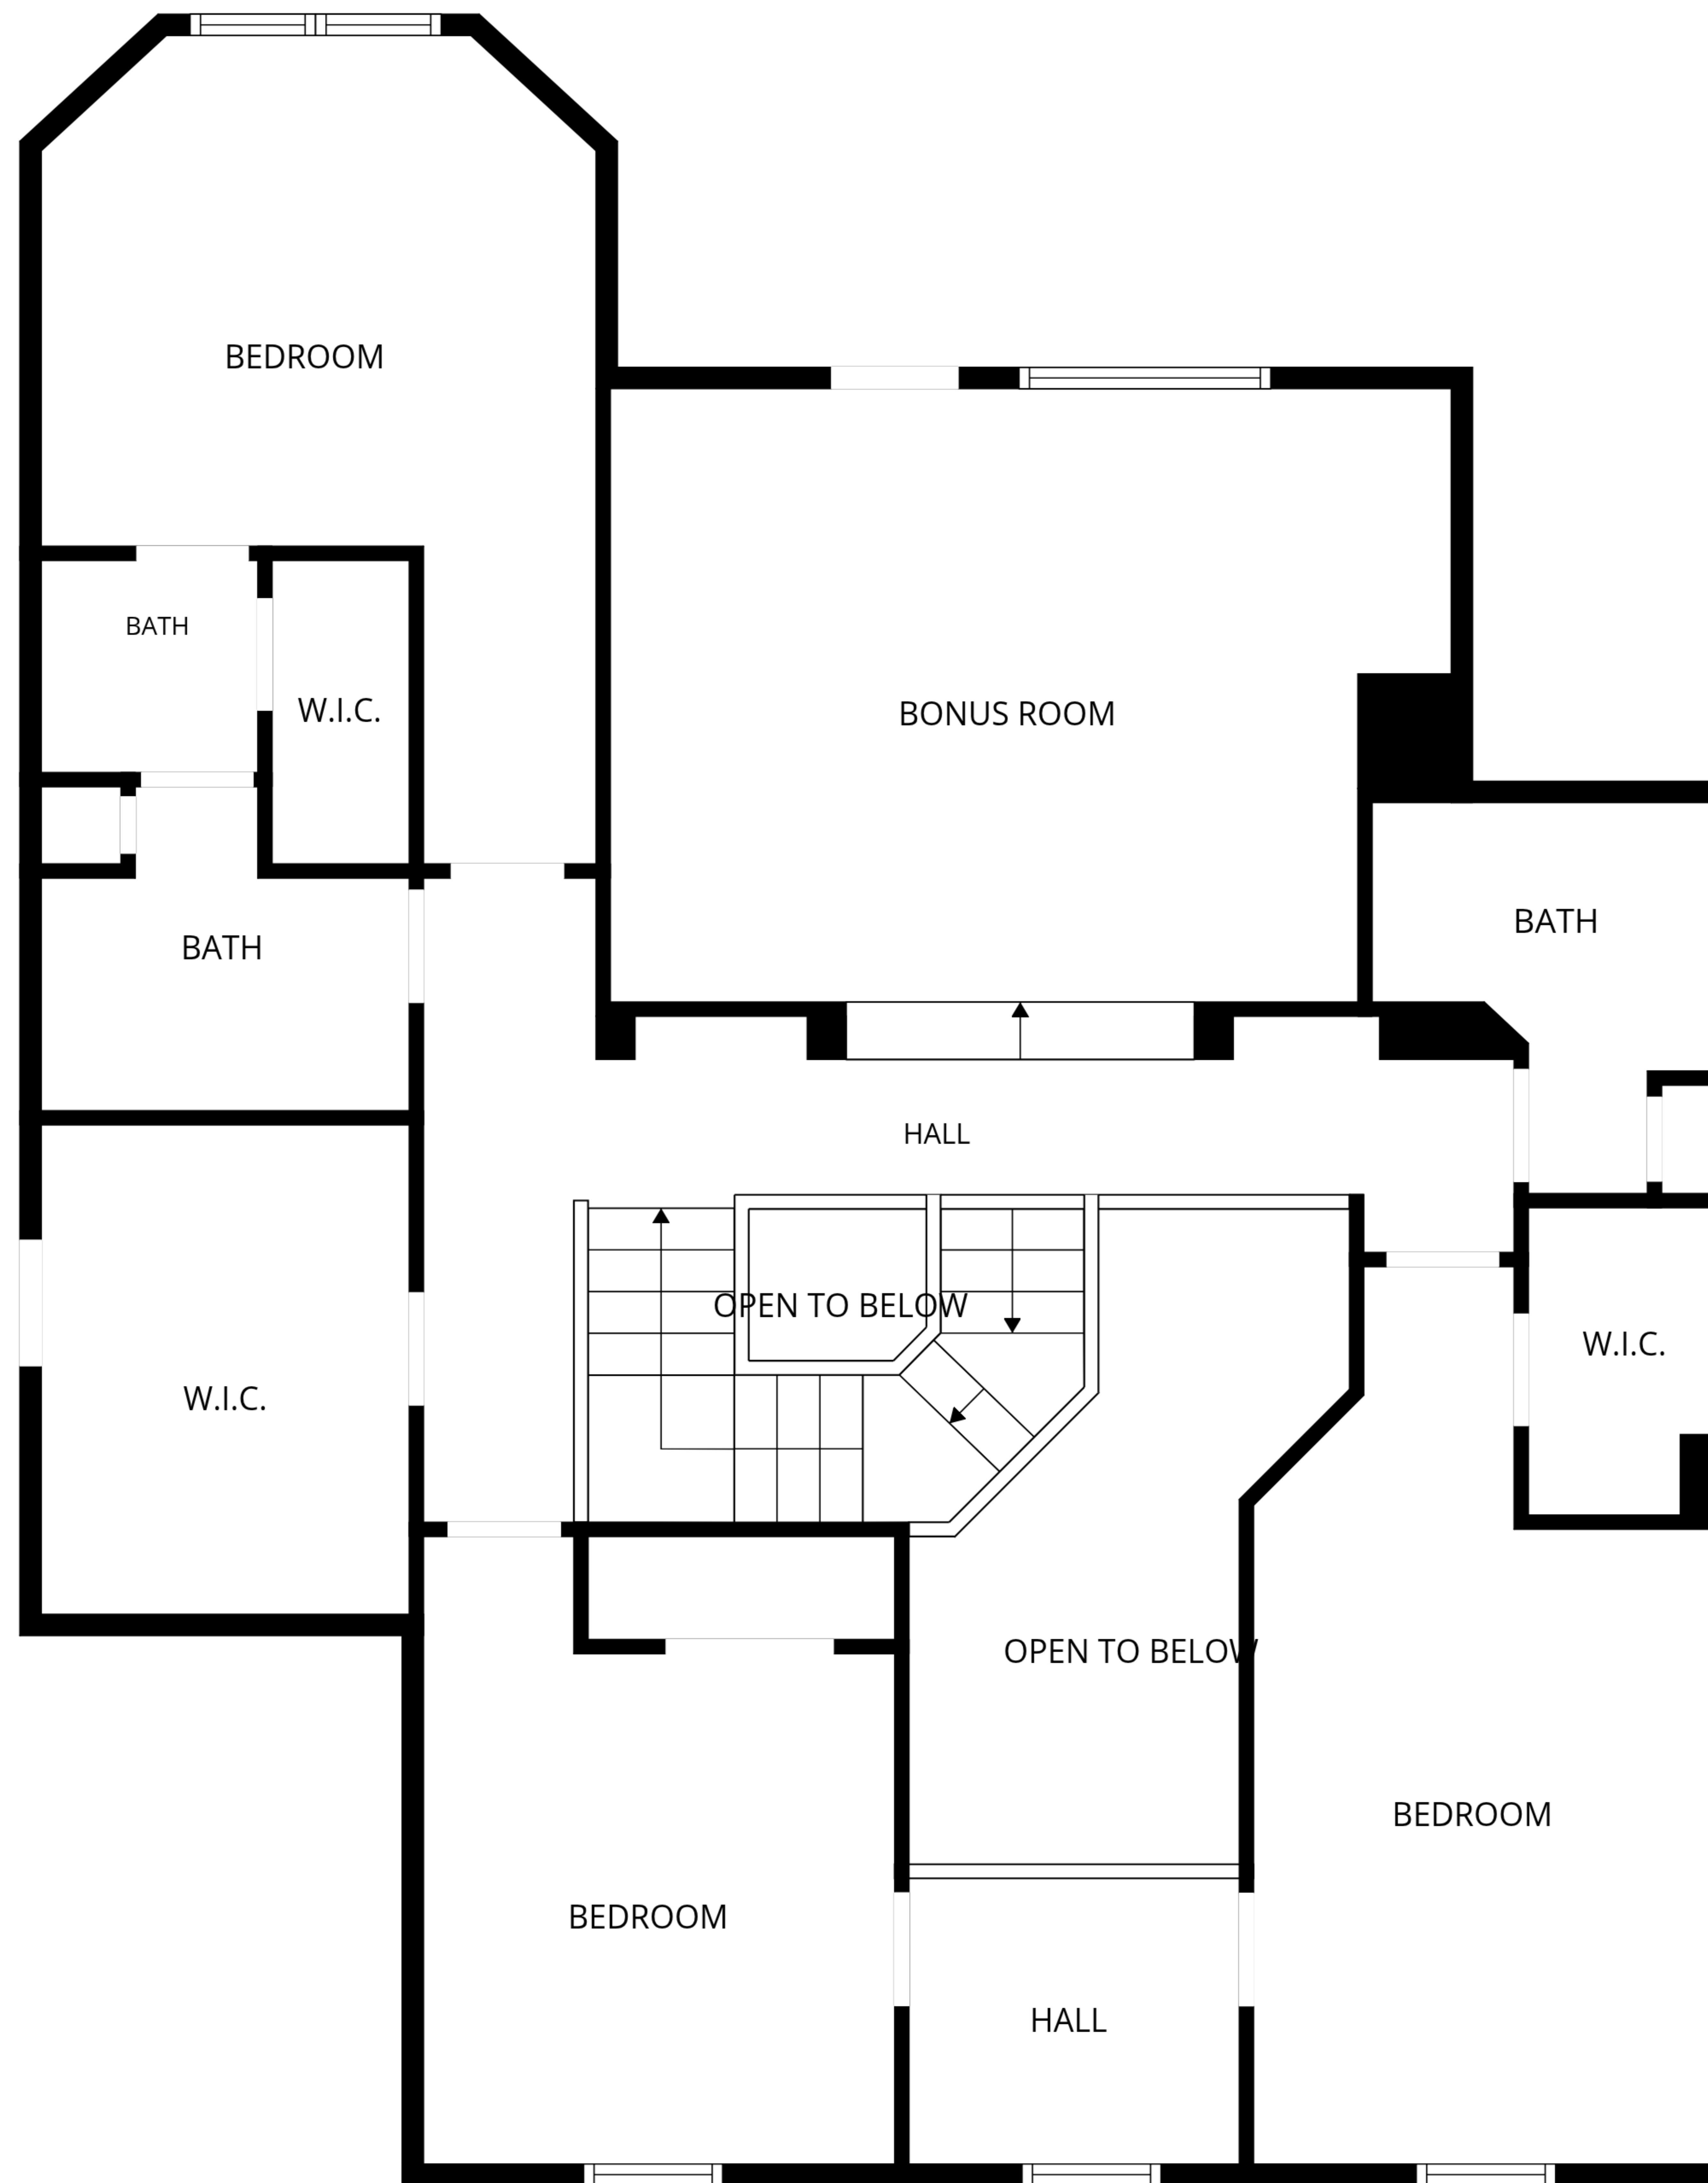 BEDROOM
BATH
W.I.C.
BONUS ROOM
BATH
BATH
HALL
OPEN TO BELOW
W.I.C.
W.I.C.
OPEN TO BELOW
BEDROOM
BEDROOM
HALL